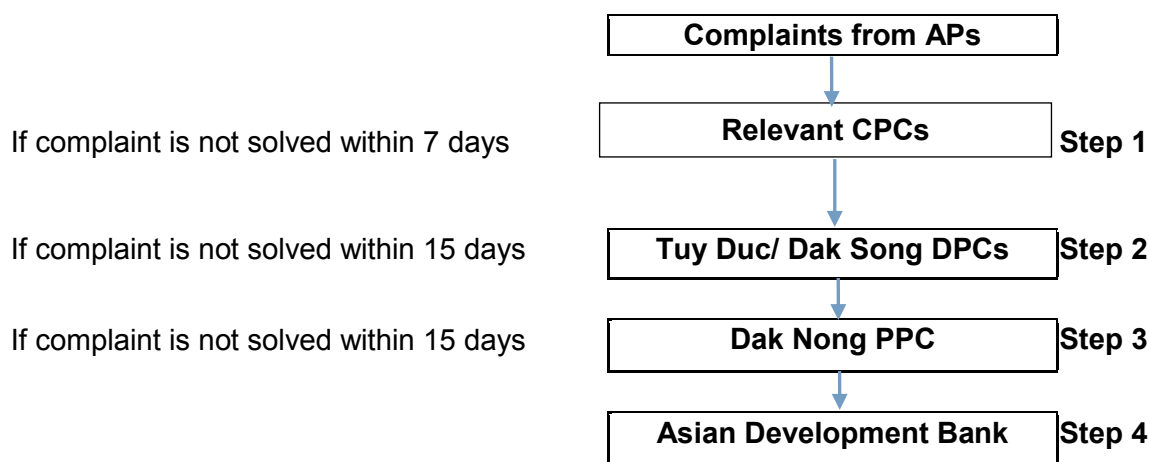 Complaints from APs
If complaint is not solved within 7 days Relevant CPCs Step 1
If complaint is not solved within 15 days Tuy Duc/ Dak Song DPCs Step 2
If complaint is not solved within 15 days Dak Nong PPC Step 3
Asian Development Bank Step 4